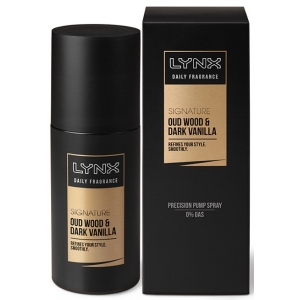 LYNX
DAILY FRAGRANCE
SIGNATURE
OUD WOOD &
DARK VANILLA
REFINES YOUR STYLE.
SMOOTHLY.
LYNX
DAILY FRAGRANCE
SIGNATURE
OUD WOOD &
DARK VANILLA
REFINES YOUR STYLE.
SMOOTHLY.
PRECISION PUMP SPRAY
0% GAS